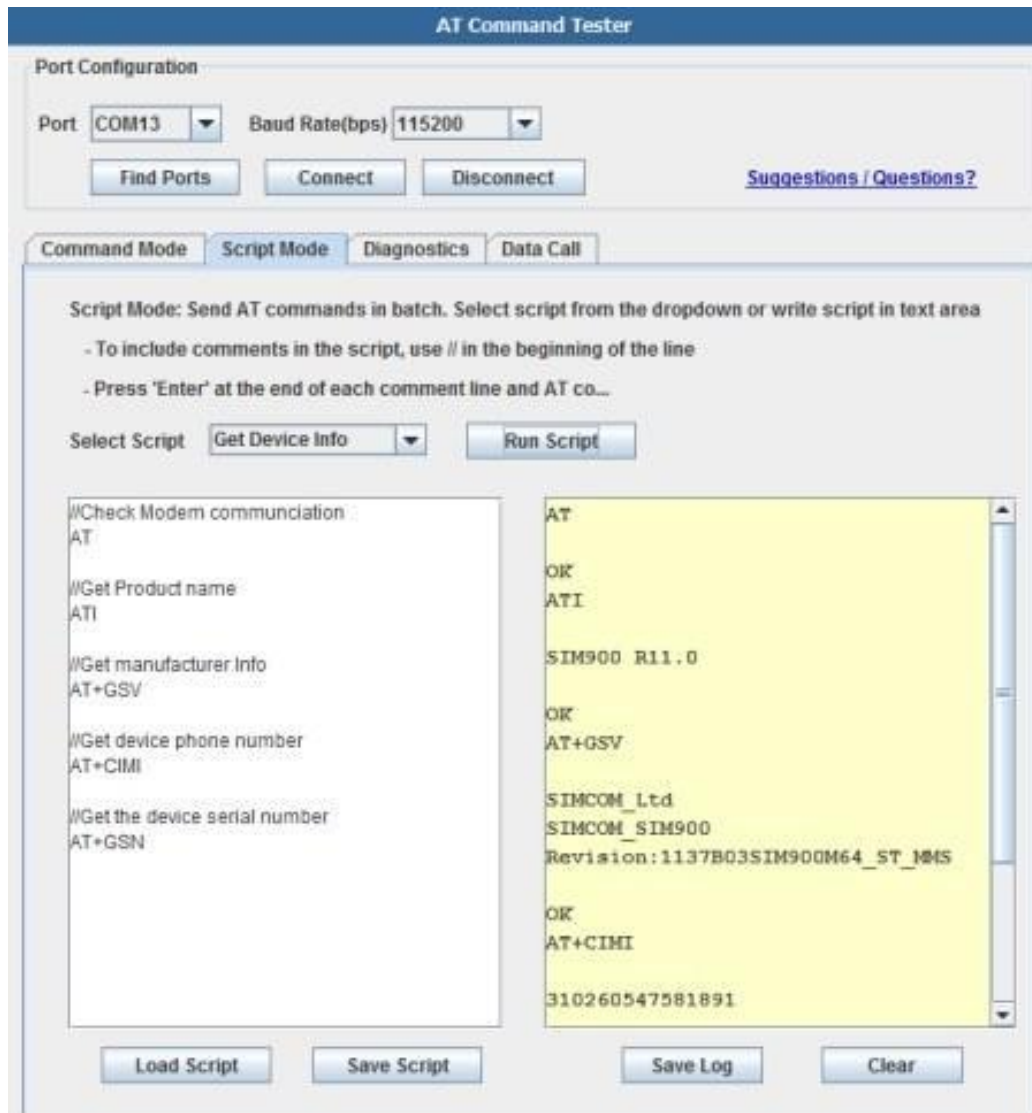 AT Command Tester
Port Configuration
Port COM13 Baud Rate(bps) 115200
Find Ports Connect Disconnect Suggestions / Questions?
Command Mode Script Mode Diagnostics Data Call
Script Mode: Send AT commands in batch. Select script from the dropdown or write script in text area
- To include comments in the script, use // in the beginning of the line
- Press 'Enter' at the end of each comment line and AT co...
Select Script Get Device Info Run Script
//Check Modem communciation
AT
//Get Product name
ATI
//Get manufacturer Info
AT+GSV
//Get device phone number
AT+CIMI
//Get the device serial number
AT+GSN
AT
OK
ATI
SIM900 R11.0
OK
AT+GSV
SIMCOM_Ltd
SIMCOM_SIM900
Revision:1137B03SIM900M64_ST_MMS
OK
AT+CIMI
310260547581891
Load Script Save Script Save Log Clear